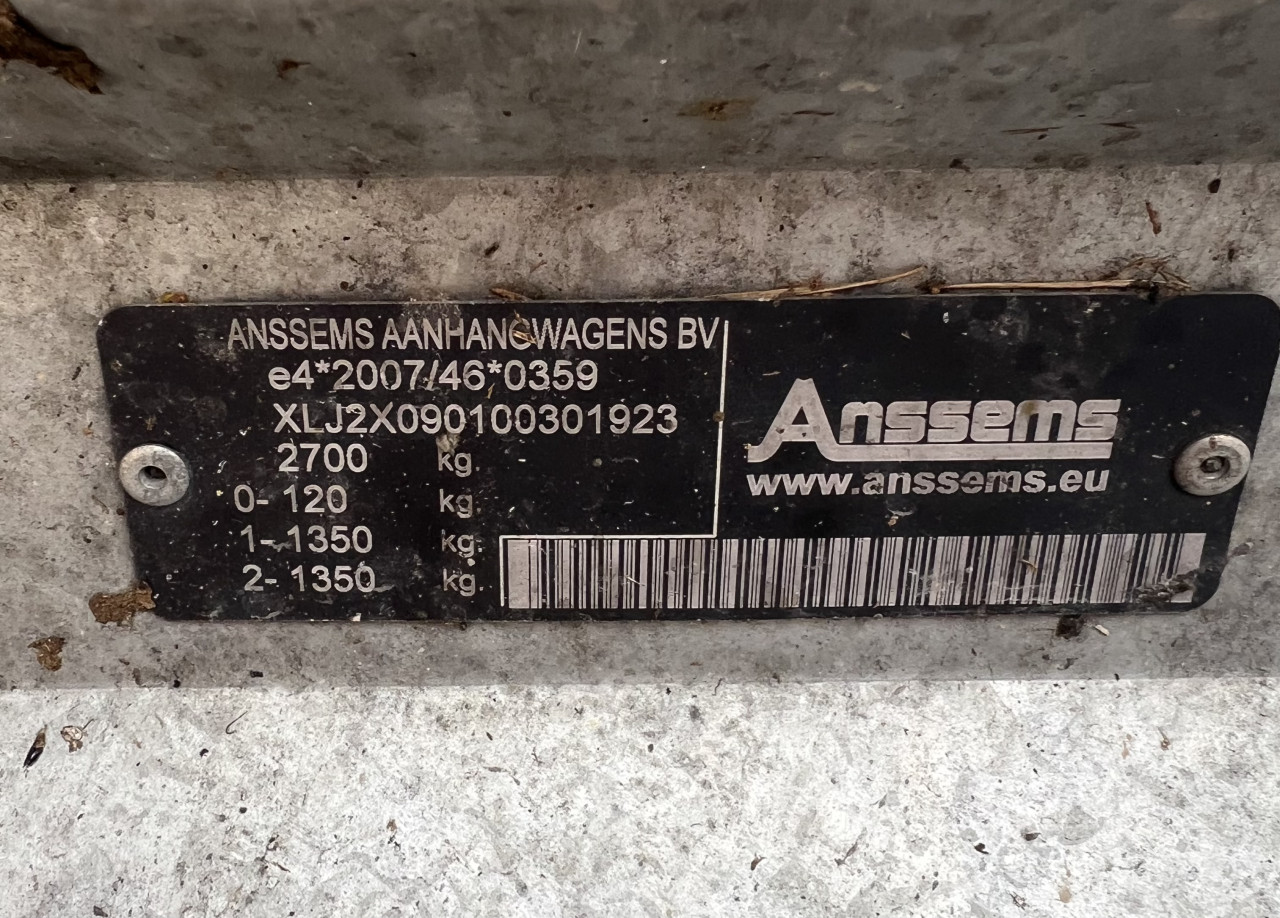 ANSSEMS AANHANGWAGENS BV
e4*2007/46*0359
XLJ2X090100301923
2700 kg.
0- 120 kg.
1- 1350 kg.
2- 1350 kg.
Anssems
www.anssems.eu